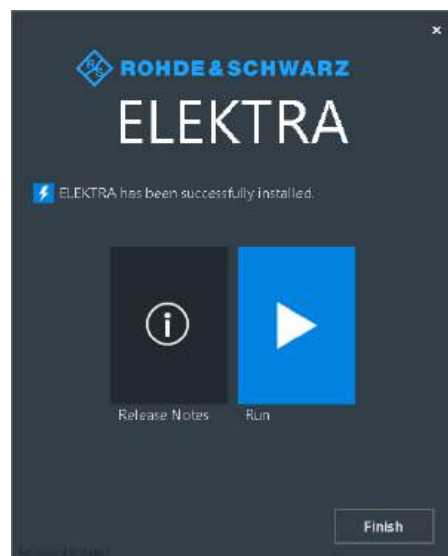 ROHDE & SCHWARZ
ELEKTRA
ELEKTRA has been successfully installed.
Release Notes
Run
Finish